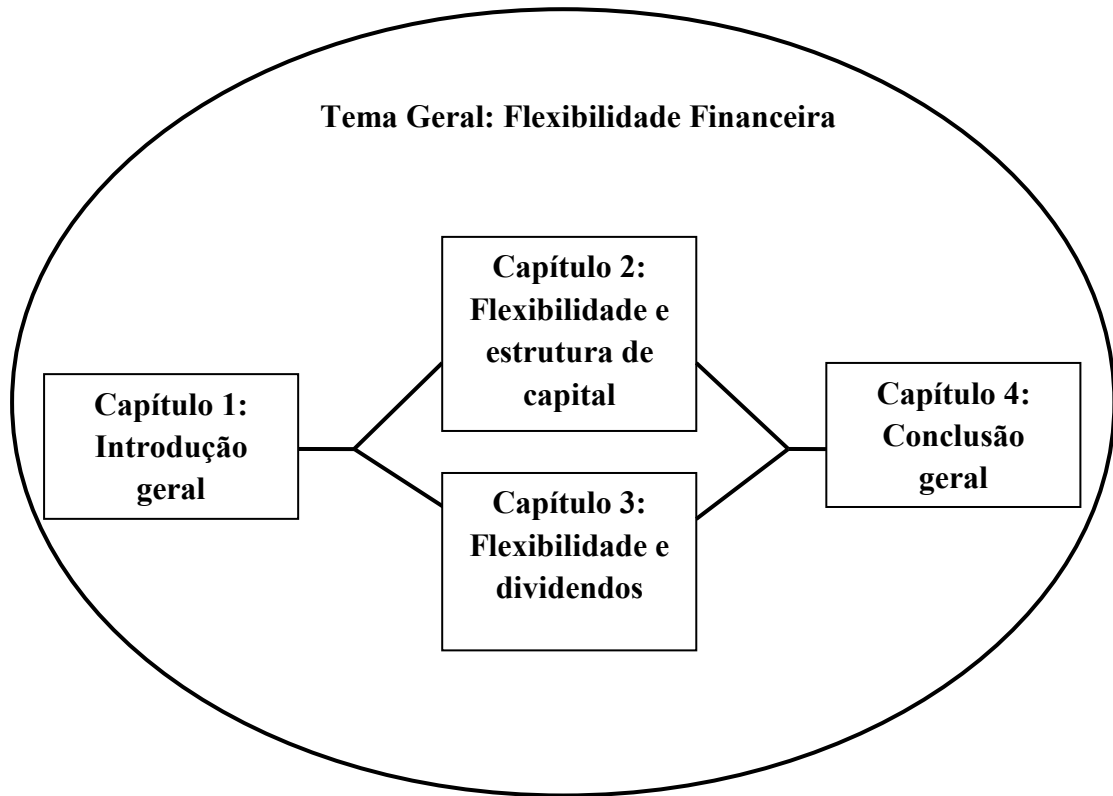 Tema Geral: Flexibilidade Financeira
Capítulo 1:
Introdução
geral
Capítulo 2:
Flexibilidade e
estrutura de
capital
Capítulo 3:
Flexibilidade e
dividendos
Capítulo 4:
Conclusão
geral